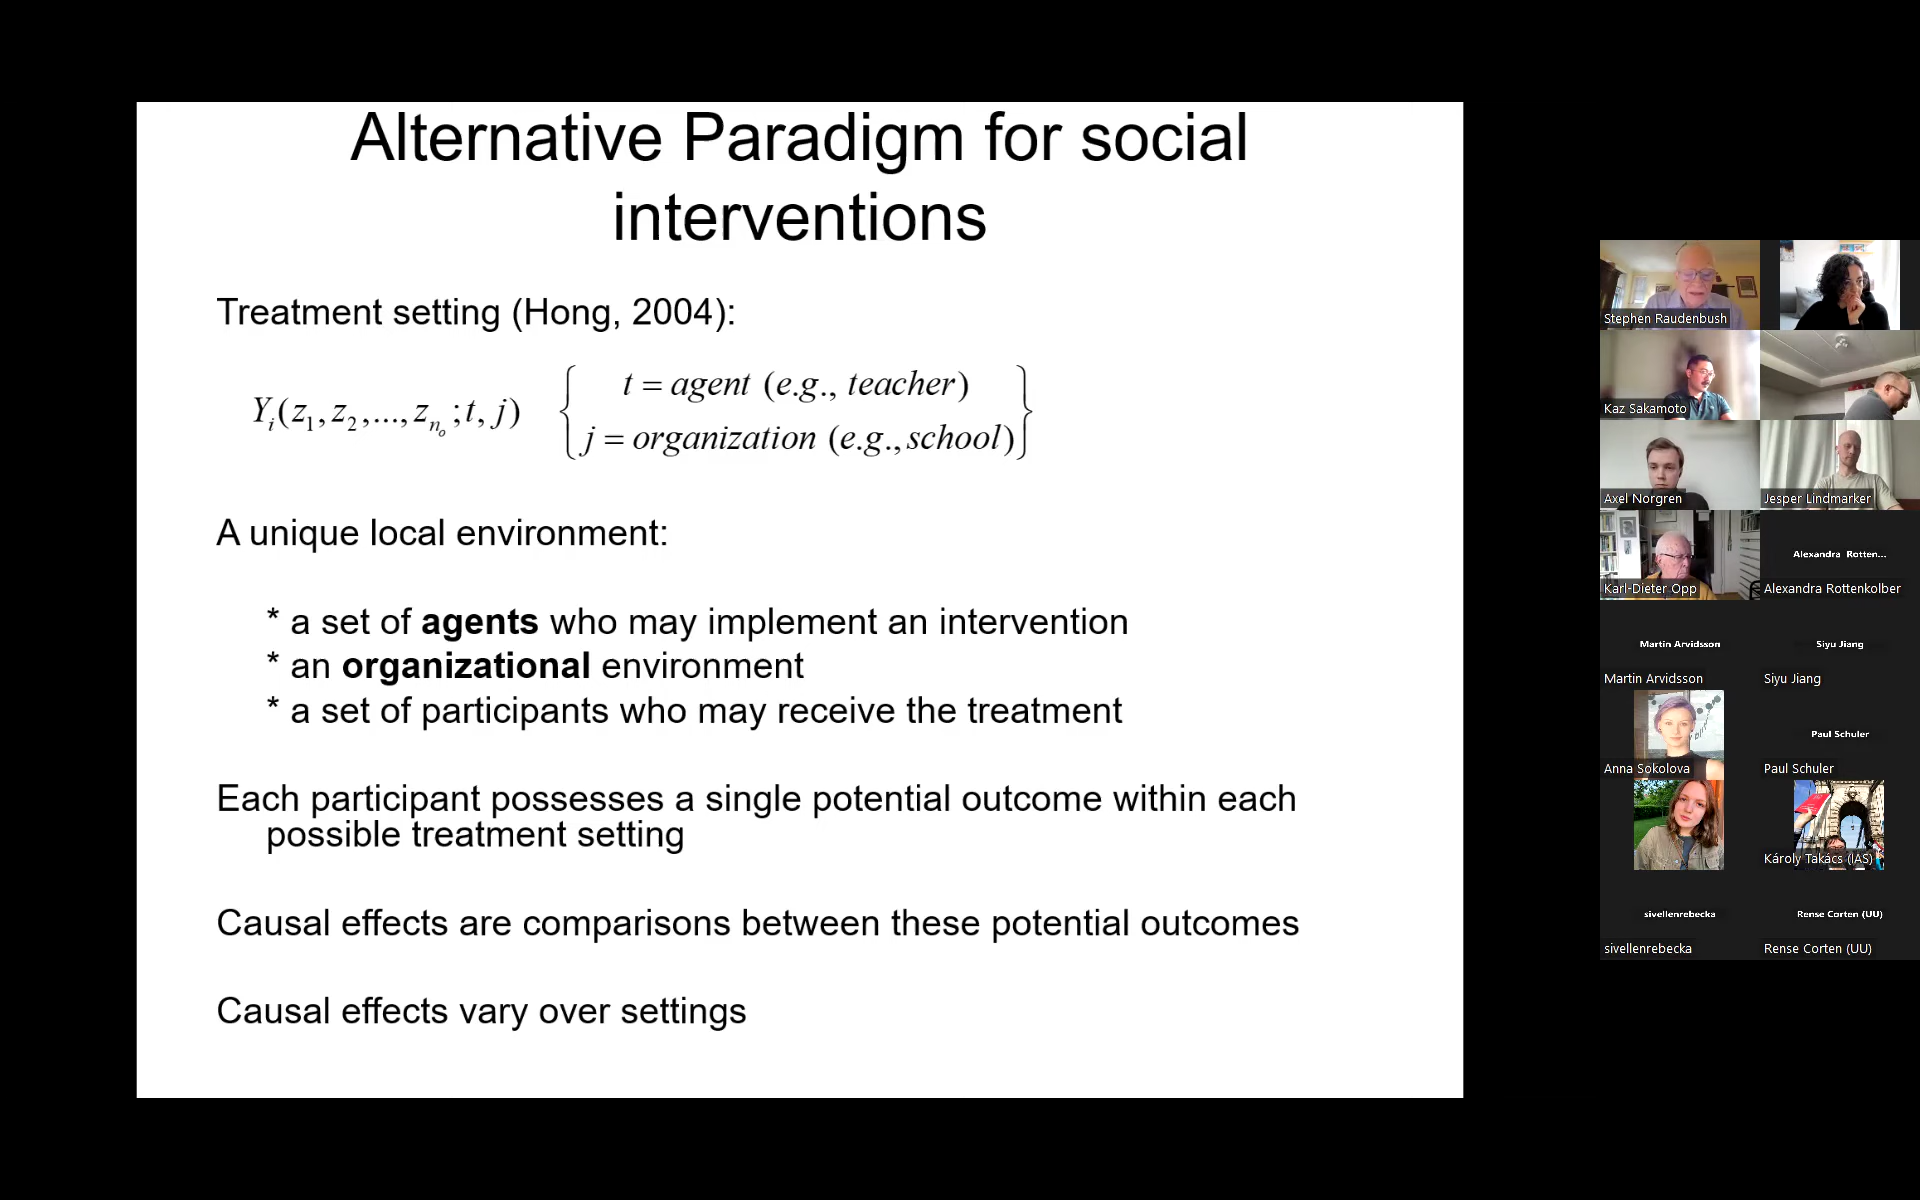 Alternative Paradigm for social
interventions
Treatment setting (Hong, 2004):
Y_i(z_1, z_2,..., z_{n_o}; t, j)
t = agent (e.g., teacher)
j = organization (e.g., school)
A unique local environment:
* a set of agents who may implement an intervention
* an organizational environment
* a set of participants who may receive the treatment
Each participant possesses a single potential outcome within each
possible treatment setting
Causal effects are comparisons between these potential outcomes
Causal effects vary over settings
Stephen Raudenbush
Kaz Sakamoto
Axel Norgren
Jesper Lindmarker
Karl-Dieter Opp
Alexandra Rotten...
Alexandra Rottenkolber
Martin Arvidsson
Martin Arvidsson
Siyu Jiang
Siyu Jiang
Anna Sokolova
Paul Schuler
Paul Schuler
Károly Takács (IAS)
sivellenrebecka
sivellenrebecka
Rense Corten (UU)
Rense Corten (UU)